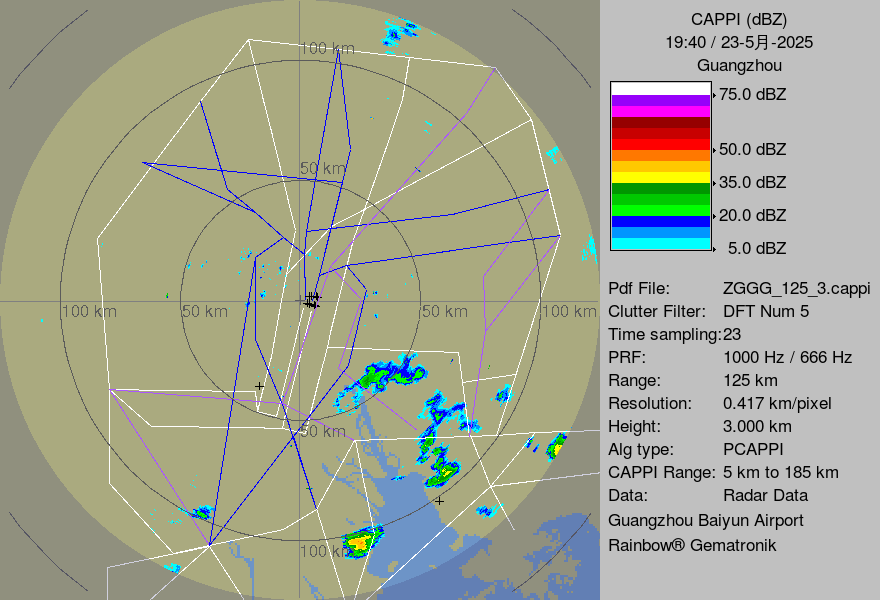 CAPPI (dBZ)
19:40 / 23-5月-2025
Guangzhou
75.0 dBZ
50.0 dBZ
35.0 dBZ
20.0 dBZ
5.0 dBZ
Pdf File: ZGGG_125_3.cappi
Clutter Filter: DFT Num 5
Time sampling:23
PRF: 1000 Hz / 666 Hz
Range: 125 km
Resolution: 0.417 km/pixel
Height: 3.000 km
Alg type: PCAPPI
CAPPI Range: 5 km to 185 km
Data: Radar Data
Guangzhou Baiyun Airport
Rainbow® Gematronik
100 km
50 km
100 km
50 km
50 km
100 km
50 km
100 km